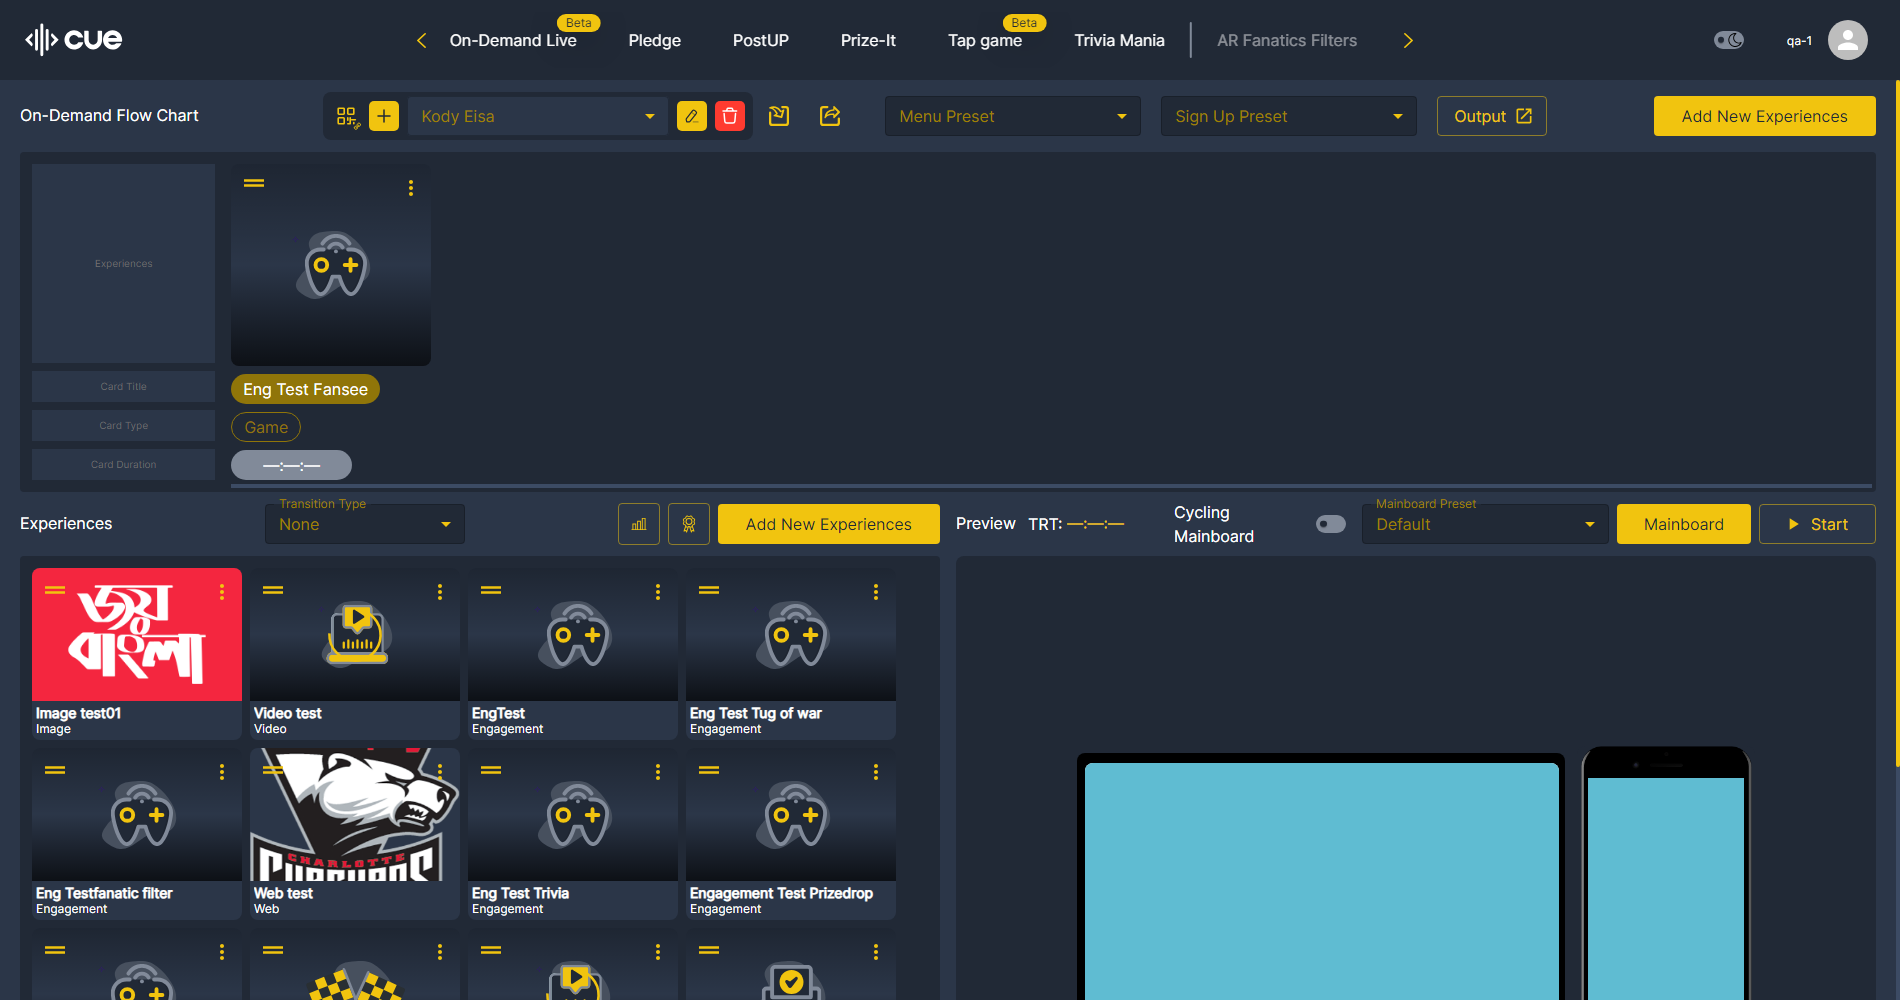 cue
On-Demand Live
Beta
Pledge
PostUP
Prize-It
Tap game
Beta
Trivia Mania
AR Fanatics Filters
qa-1
On-Demand Flow Chart
Kody Eisa
Menu Preset
Sign Up Preset
Output
Add New Experiences
Experiences
Card Title
Eng Test Fansee
Card Type
Game
Card Duration
—:—:—
Experiences
Transition Type
None
Add New Experiences
Preview
TRT: —:—:—
Cycling
Mainboard
Mainboard Preset
Default
Mainboard
Start
জয়
বাংলা
Image test01
Image
Video test
Video
EngTest
Engagement
Eng Test Tug of war
Engagement
Eng Testfanatic filter
Engagement
CHARLOTTE
Web test
Web
Eng Test Trivia
Engagement
Engagement Test Prizedrop
Engagement